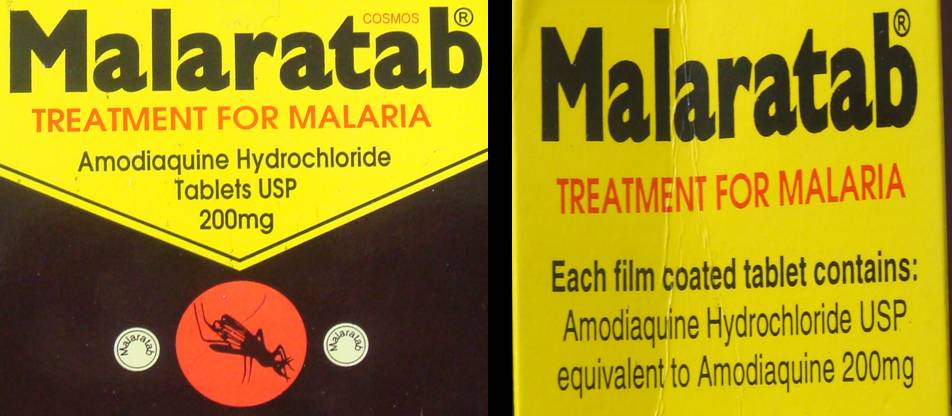 COSMOS
Malaratab®
TREATMENT FOR MALARIA
Amodiaquine Hydrochloride
Tablets USP
200mg
Malaratab
Malaratab
Malaratab®
TREATMENT FOR MALARIA
Each film coated tablet contains:
Amodiaquine Hydrochloride USP
equivalent to Amodiaquine 200mg